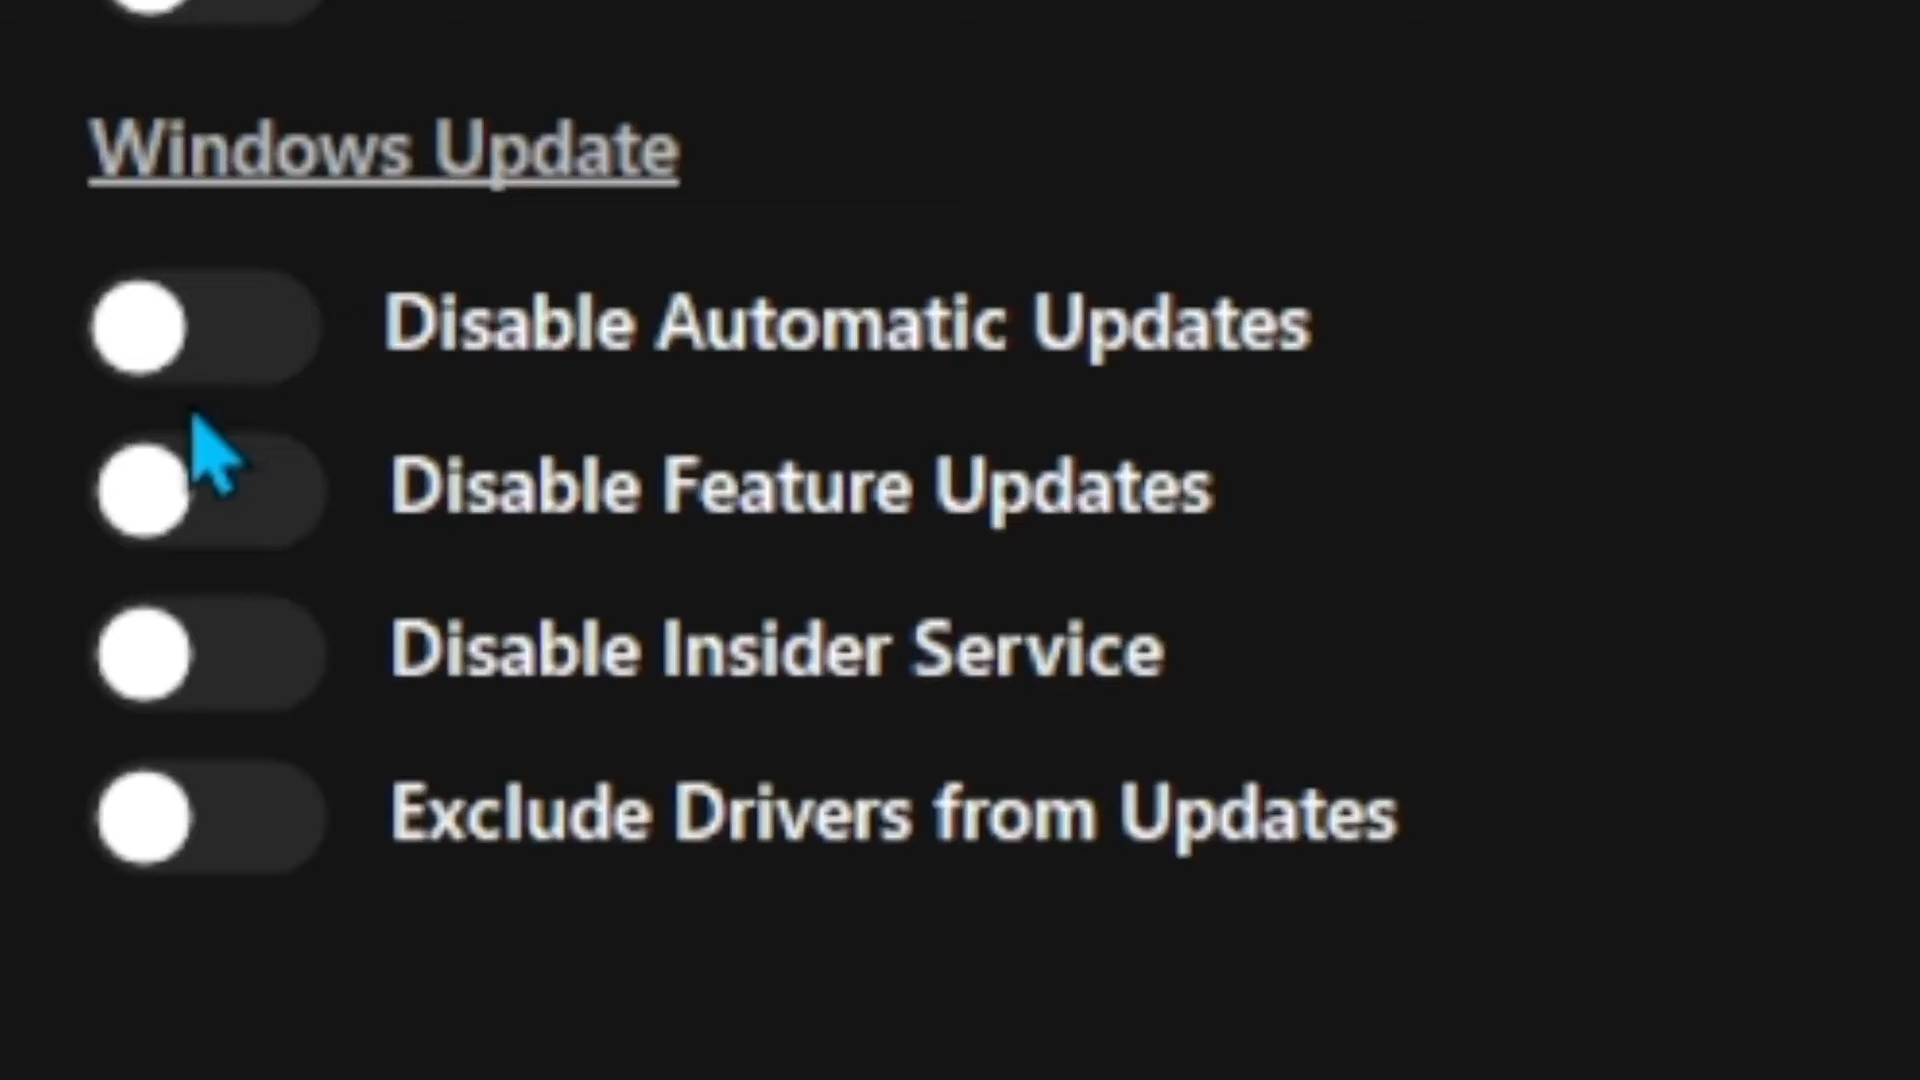 Windows Update
Disable Automatic Updates
Disable Feature Updates
Disable Insider Service
Exclude Drivers from Updates